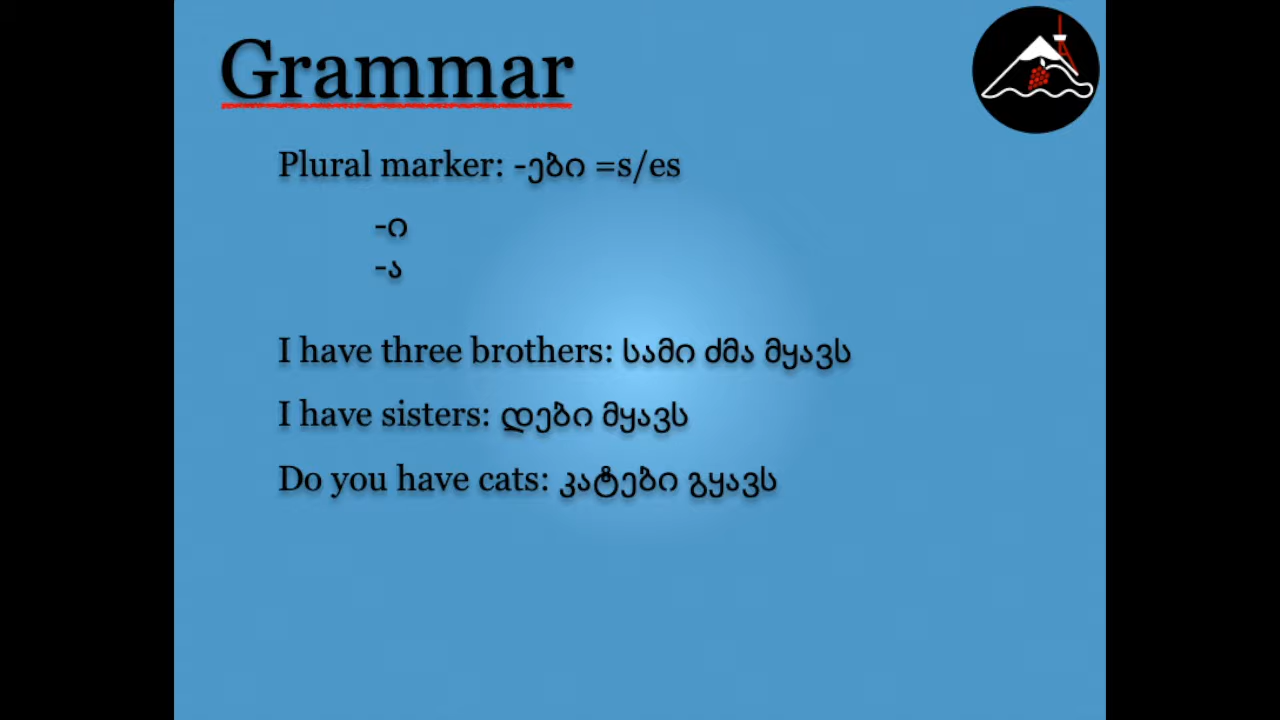 Grammar
Plural marker: -ები =s/es
-ი
-ა
I have three brothers: სამი ძმა მყავს
I have sisters: დები მყავს
Do you have cats: კატები გყავს